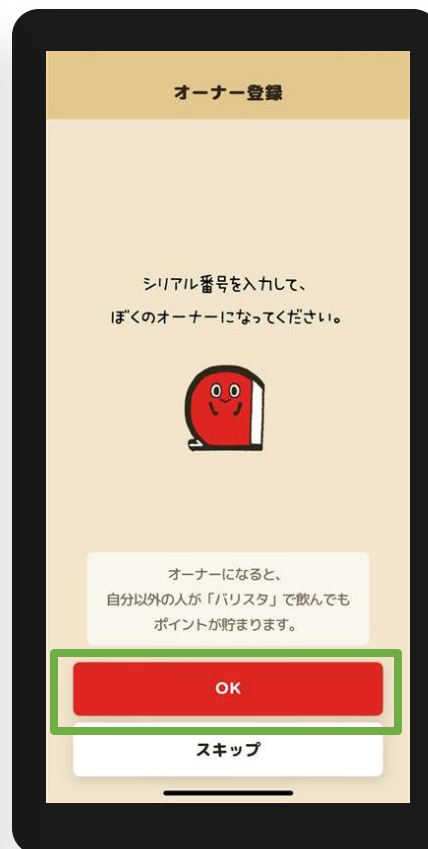 オーナー登録
シリアル番号を入力して、
ぼくのオーナーになってください。
オーナーになると、
自分以外の人が「バリスタ」で飲んでも
ポイントが貯まります。
OK
スキップ